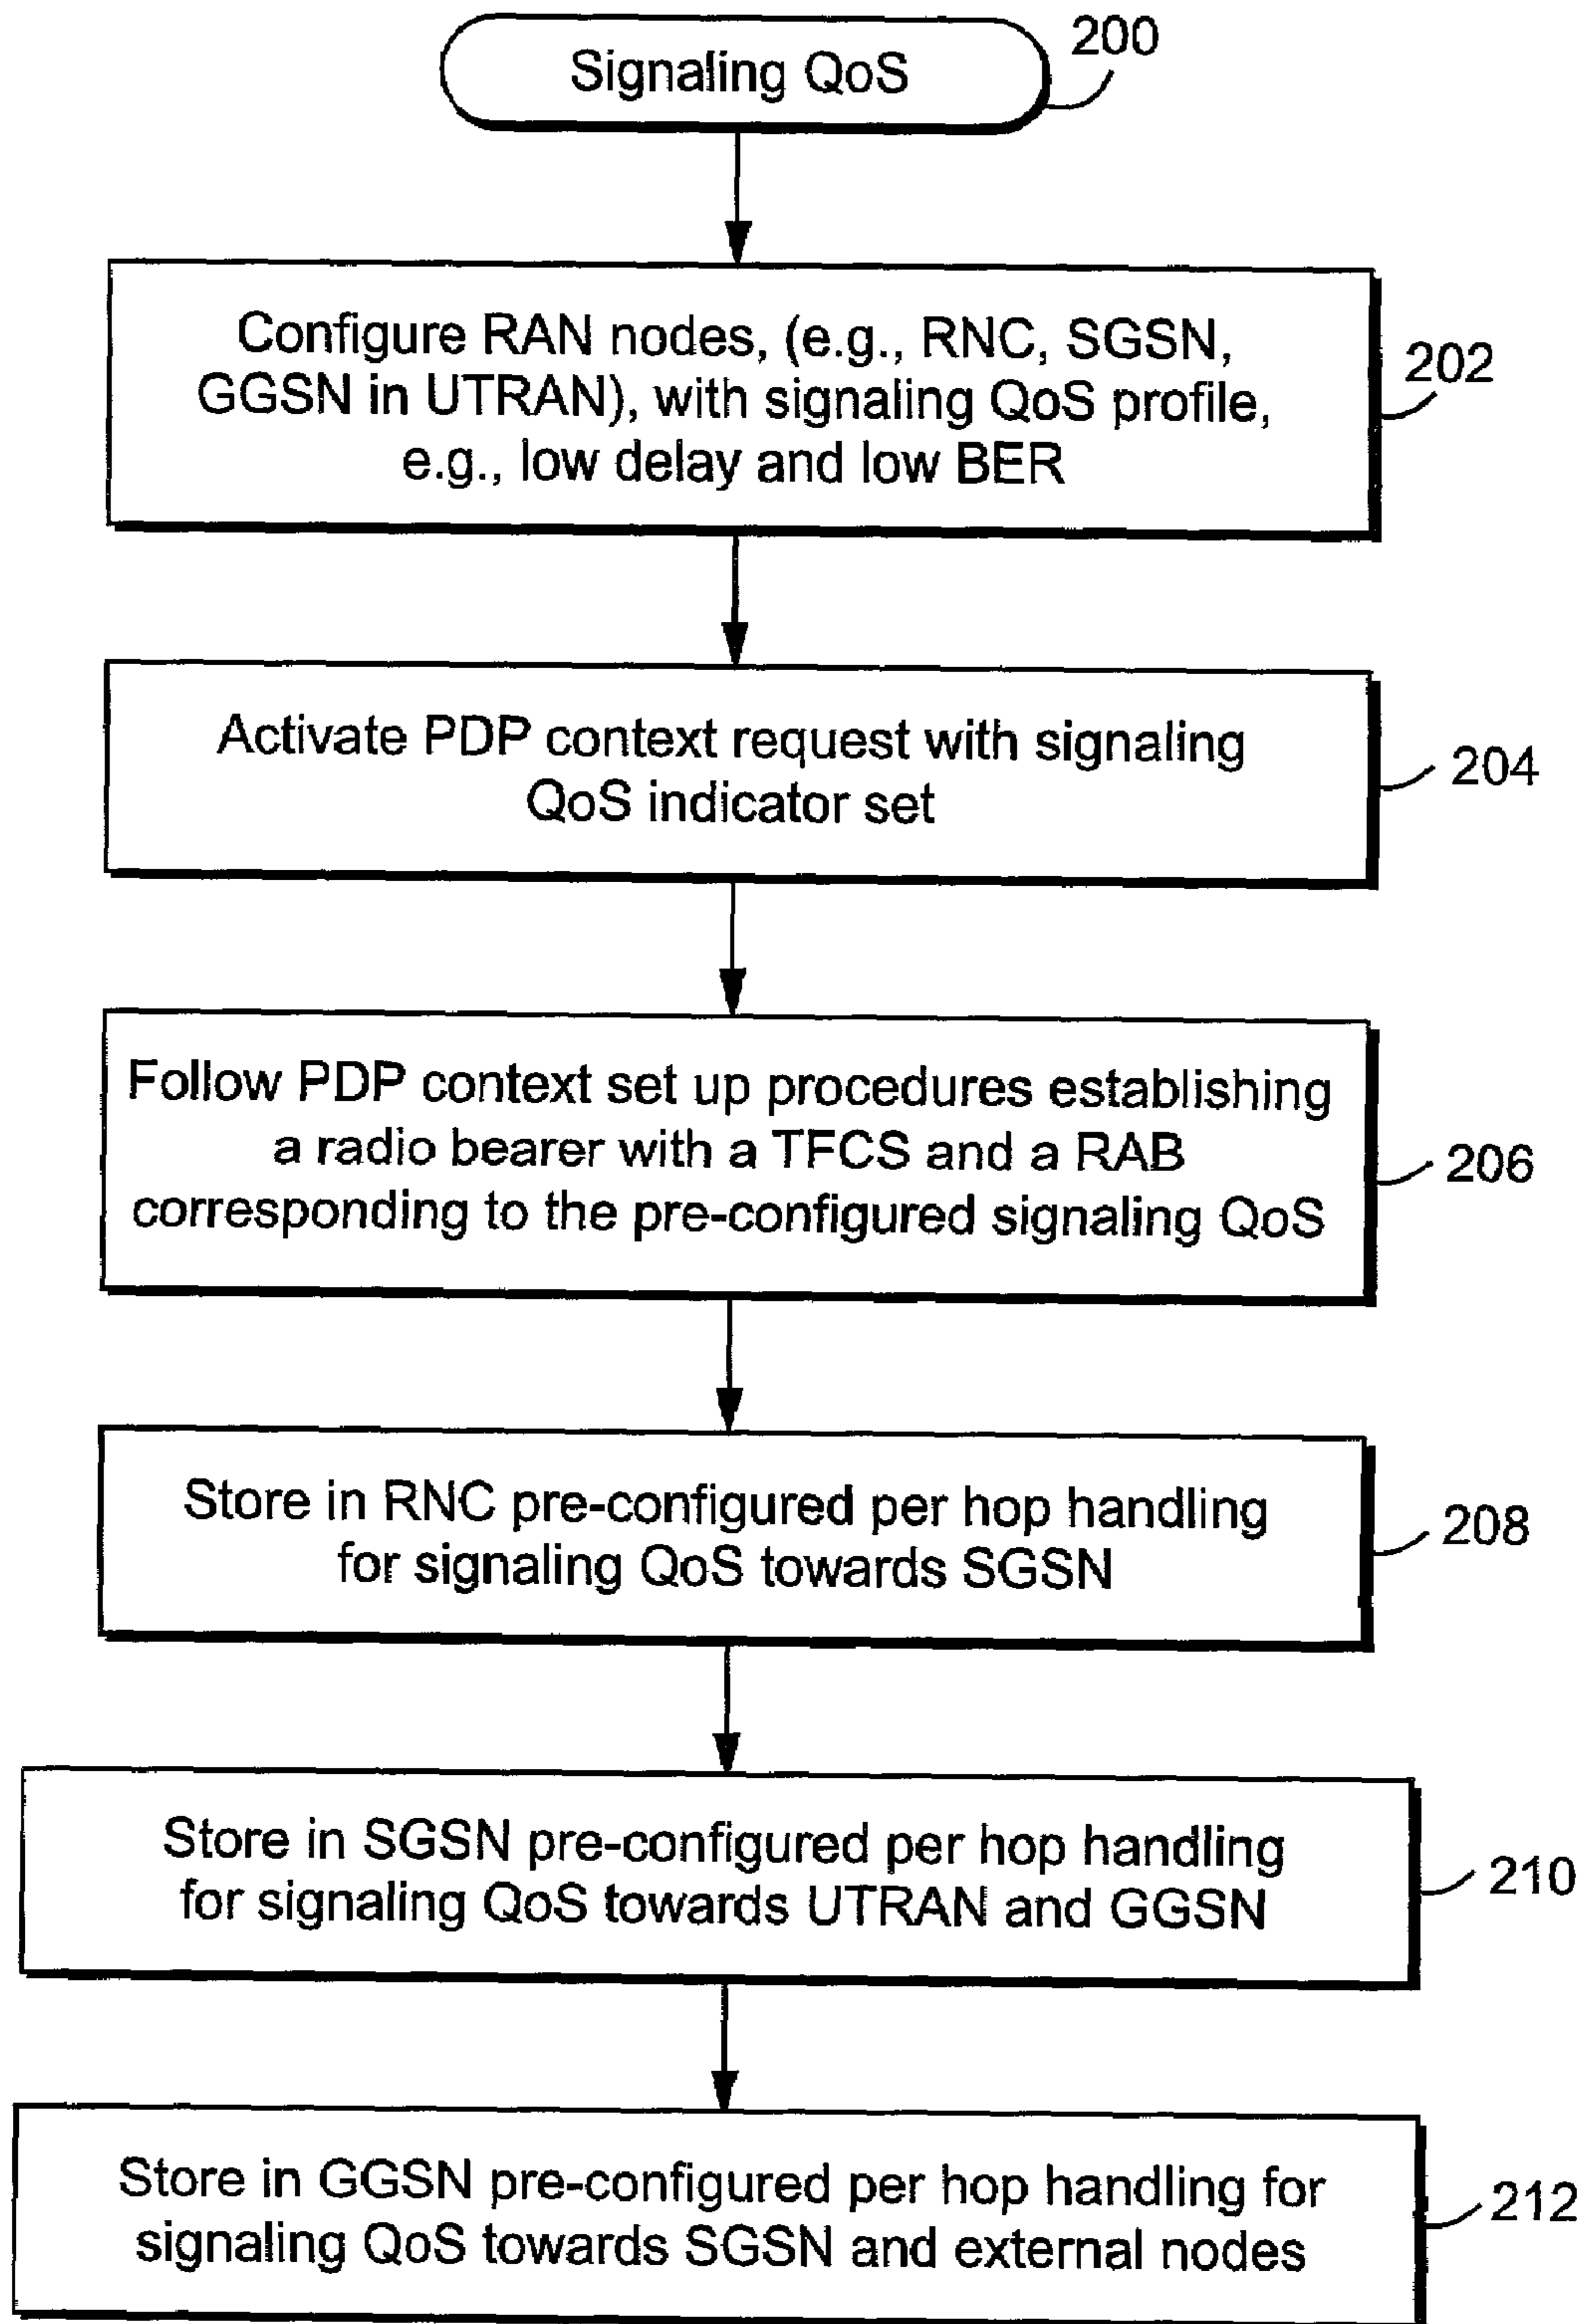 Signaling QoS
200
Configure RAN nodes, (e.g., RNC, SGSN,
GGSN in UTRAN), with signaling QoS profile,
e.g., low delay and low BER
202
Activate PDP context request with signaling
QoS indicator set
204
Follow PDP context set up procedures establishing
a radio bearer with a TFCS and a RAB
corresponding to the pre-configured signaling QoS
206
Store in RNC pre-configured per hop handling
for signaling QoS towards SGSN
208
Store in SGSN pre-configured per hop handling
for signaling QoS towards UTRAN and GGSN
210
Store in GGSN pre-configured per hop handling for
signaling QoS towards SGSN and external nodes
212